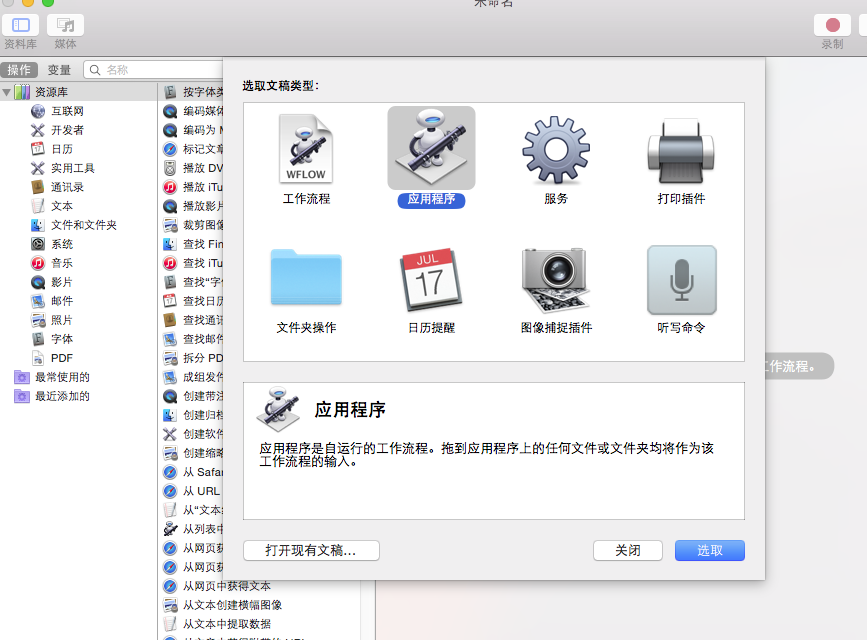 未命名
资料库
媒体
录制
操作
变量
名称
资源库
互联网
开发者
日历
实用工具
通讯录
文本
文件和文件夹
系统
音乐
影片
邮件
照片
字体
PDF
最常使用的
最近添加的
按字体类
编码媒体
编码为 M
标记文章
播放 DV
播放 iTu
播放影片
裁剪图像
查找 Fin
查找 iTu
查找“字体
查找日历
查找通讯
查找邮件
拆分 PD
成组发件
创建带注
创建归档
创建软件
创建缩略
从 Safar
从 URL
从“文本编
从列表中
从网页获
从网页获
从网页中获得文本
从文本创建横幅图像
从文本中提取数据
选取文稿类型：
WFLOW
工作流程
应用程序
服务
打印插件
文件夹操作
JUL
17
日历提醒
图像捕捉插件
听写命令
工作流程。
应用程序
应用程序是自运行的工作流程。拖到应用程序上的任何文件或文件夹均将作为该
工作流程的输入。
打开现有文稿...
关闭
选取